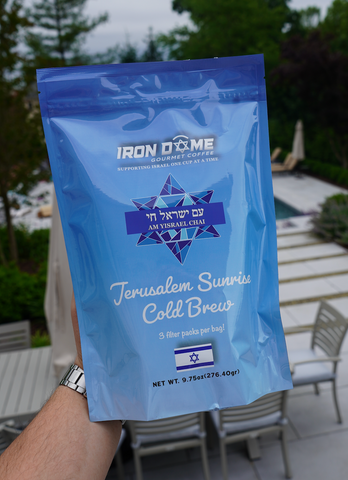 IRON DOME
GOURMET COFFEE
SUPPORTING ISRAEL ONE CUP AT A TIME
עם ישראל חי
AM YISRAEL CHAI
Jerusalem Sunrise
Cold Brew
3 filter packs per bag!
NET WT. 9.75oz(276.40gr)